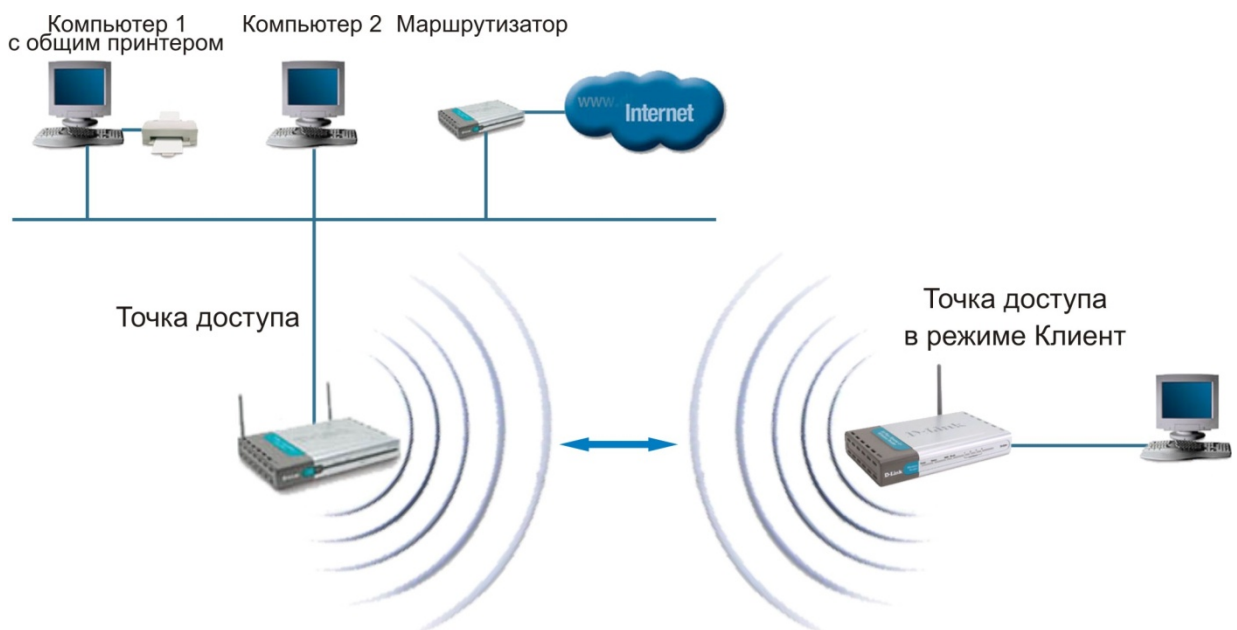 Компьютер 1
с общим принтером
Компьютер 2
Маршрутизатор
www.
Internet
Точка доступа
Точка доступа
в режиме Клиент
D-Link
D-Link